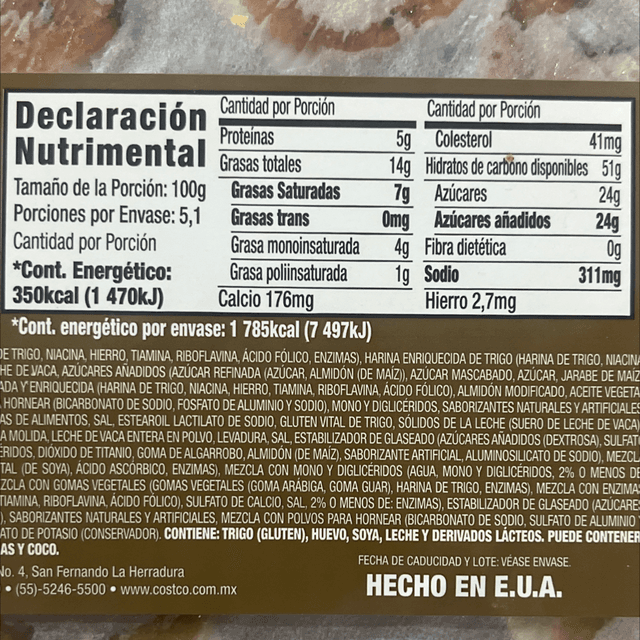 Declaración Nutrimental
Tamaño de la Porción: 100g
Porciones por Envase: 5,1
Cantidad por Porción
*Cont. Energético:
350kcal (1 470kJ)
Cantidad por Porción
Proteínas 5g
Grasas totales 14g
Grasas Saturadas 7g
Grasas trans 0mg
Grasa monoinsaturada 4g
Grasa poliinsaturada 1g
Calcio 176mg
Cantidad por Porción
Colesterol 41mg
Hidratos de carbono disponibles 51g
Azúcares 24g
Azúcares añadidos 24g
Fibra dietética 0g
Sodio 311mg
Hierro 2,7mg
*Cont. energético por envase: 1 785kcal (7 497kJ)
DE TRIGO, NIACINA, HIERRO, TIAMINA, RIBOFLAVINA, ÁCIDO FÓLICO, ENZIMAS), HARINA ENRIQUECIDA DE TRIGO (HARINA DE TRIGO, NIACINA
HE DE VACA, AZÚCARES AÑADIDOS (AZÚCAR REFINADA (AZÚCAR, ALMIDÓN (DE MAÍZ)), AZÚCAR MASCABADO, AZÚCAR, JARABE DE MAÍZ
ADA Y ENRIQUECIDA (HARINA DE TRIGO, NIACINA, HIERRO, TIAMINA, RIBOFLAVINA, ÁCIDO FÓLICO), ALMIDÓN MODIFICADO, ACEITE VEGETA
HORNEAR (BICARBONATO DE SODIO, FOSFATO DE ALUMINIO Y SODIO), MONO Y DIGLICÉRIDOS, SABORIZANTES NATURALES Y ARTIFICIALE
AS DE ALIMENTOS, SAL, ESTEAROIL LACTILATO DE SODIO, GLUTEN VITAL DE TRIGO, SÓLIDOS DE LA LECHE (SUERO DE LECHE DE VACA)
A MOLIDA, LECHE DE VACA ENTERA EN POLVO, LEVADURA, SAL, ESTABILIZADOR DE GLASEADO (AZÚCARES AÑADIDOS (DEXTROSA), SULFAT
ÉRIDOS, DIÓXIDO DE TITANIO, GOMA DE ALGARROBO, ALMIDÓN (DE MAÍZ), SABORIZANTE ARTIFICIAL, ALUMINOSILICATO DE SODIO), MEZCL
TAL (DE SOYA), ÁCIDO ASCÓRBICO, ENZIMAS), MEZCLA CON MONO Y DIGLICÉRIDOS (AGUA, MONO Y DIGLICÉRIDOS, 2% O MENOS DE
ZCLA CON GOMAS VEGETALES (GOMAS VEGETALES (GOMA ARÁBIGA, GOMA GUAR), HARINA DE TRIGO, ENZIMAS), MEZCLA CON ENZIMA
TIAMINA, RIBOFLAVINA, ÁCIDO FÓLICO), SULFATO DE CALCIO, SAL, 2% O MENOS DE: ENZIMAS), ESTABILIZADOR DE GLASEADO (AZÚCARE
), SABORIZANTES NATURALES Y ARTIFICIALES, MEZCLA CON POLVOS PARA HORNEAR (BICARBONATO DE SODIO, SULFATO DE ALUMINIO
ATO DE POTASIO (CONSERVADOR). CONTIENE: TRIGO (GLUTEN), HUEVO, SOYA, LECHE Y DERIVADOS LÁCTEOS. PUEDE CONTENER
AS Y COCO.
No. 4, San Fernando La Herradura
• (55)-5246-5500 • www.costco.com.mx
FECHA DE CADUCIDAD Y LOTE: VÉASE ENVASE.
HECHO EN E.U.A.